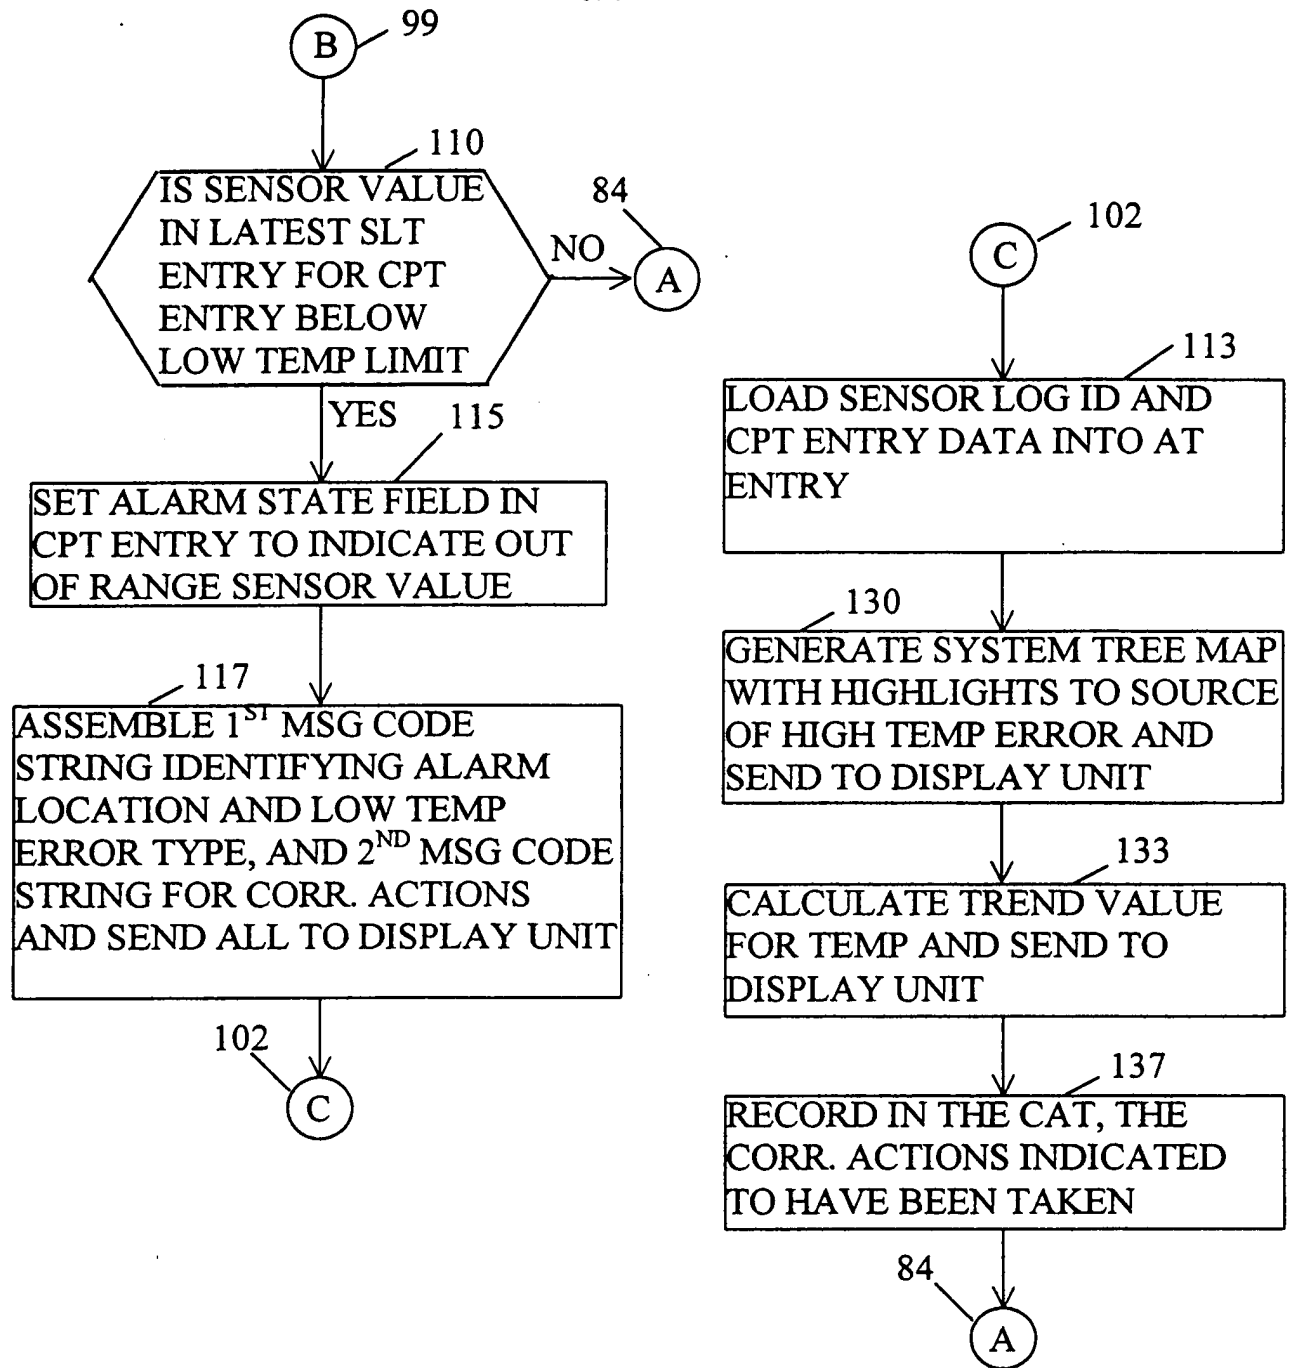 B
99
110
IS SENSOR VALUE
IN LATEST SLT
ENTRY FOR CPT
ENTRY BELOW
LOW TEMP LIMIT
NO
84
A
YES
115
SET ALARM STATE FIELD IN
CPT ENTRY TO INDICATE OUT
OF RANGE SENSOR VALUE
117
ASSEMBLE 1ST MSG CODE
STRING IDENTIFYING ALARM
LOCATION AND LOW TEMP
ERROR TYPE, AND 2ND MSG CODE
STRING FOR CORR. ACTIONS
AND SEND ALL TO DISPLAY UNIT
102
C
C
102
113
LOAD SENSOR LOG ID AND
CPT ENTRY DATA INTO AT
ENTRY
130
GENERATE SYSTEM TREE MAP
WITH HIGHLIGHTS TO SOURCE
OF HIGH TEMP ERROR AND
SEND TO DISPLAY UNIT
133
CALCULATE TREND VALUE
FOR TEMP AND SEND TO
DISPLAY UNIT
137
RECORD IN THE CAT, THE
CORR. ACTIONS INDICATED
TO HAVE BEEN TAKEN
84
A